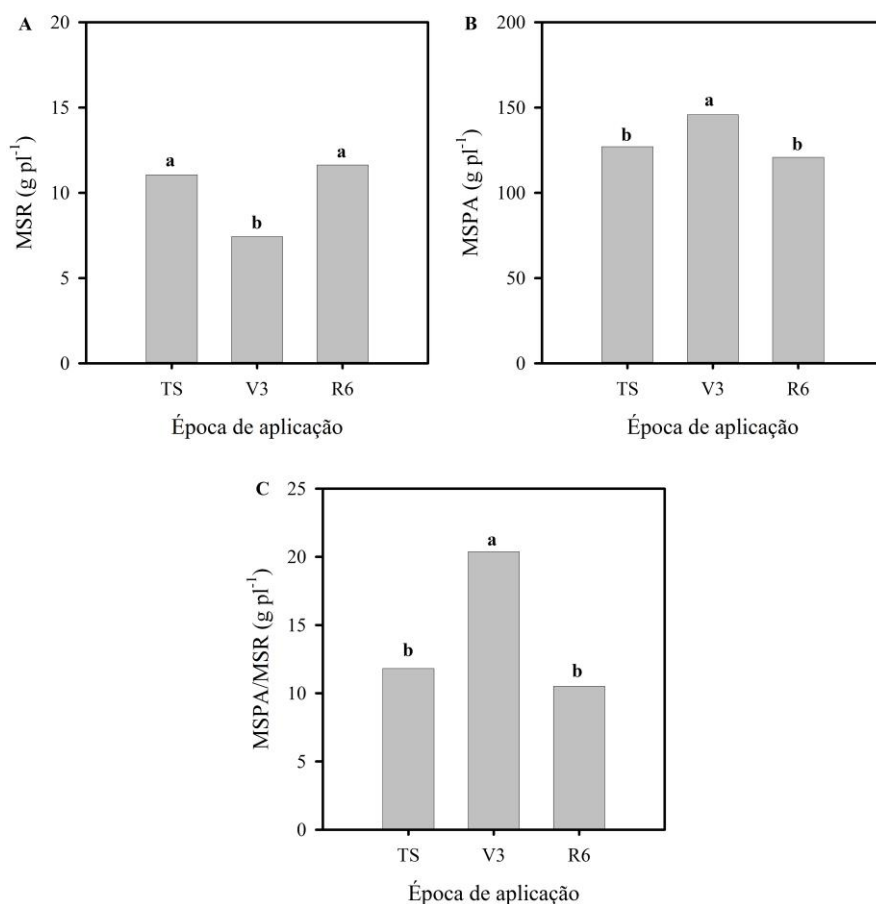 A
MSR (g pl⁻¹)
20
15
10
5
0
a
b
a
TS V3 R6
Época de aplicação
B
MSPA (g pl⁻¹)
200
150
100
50
0
b
a
b
TS V3 R6
Época de aplicação
C
MSPA/MSR (g pl⁻¹)
25
20
15
10
5
0
b
a
b
TS V3 R6
Época de aplicação